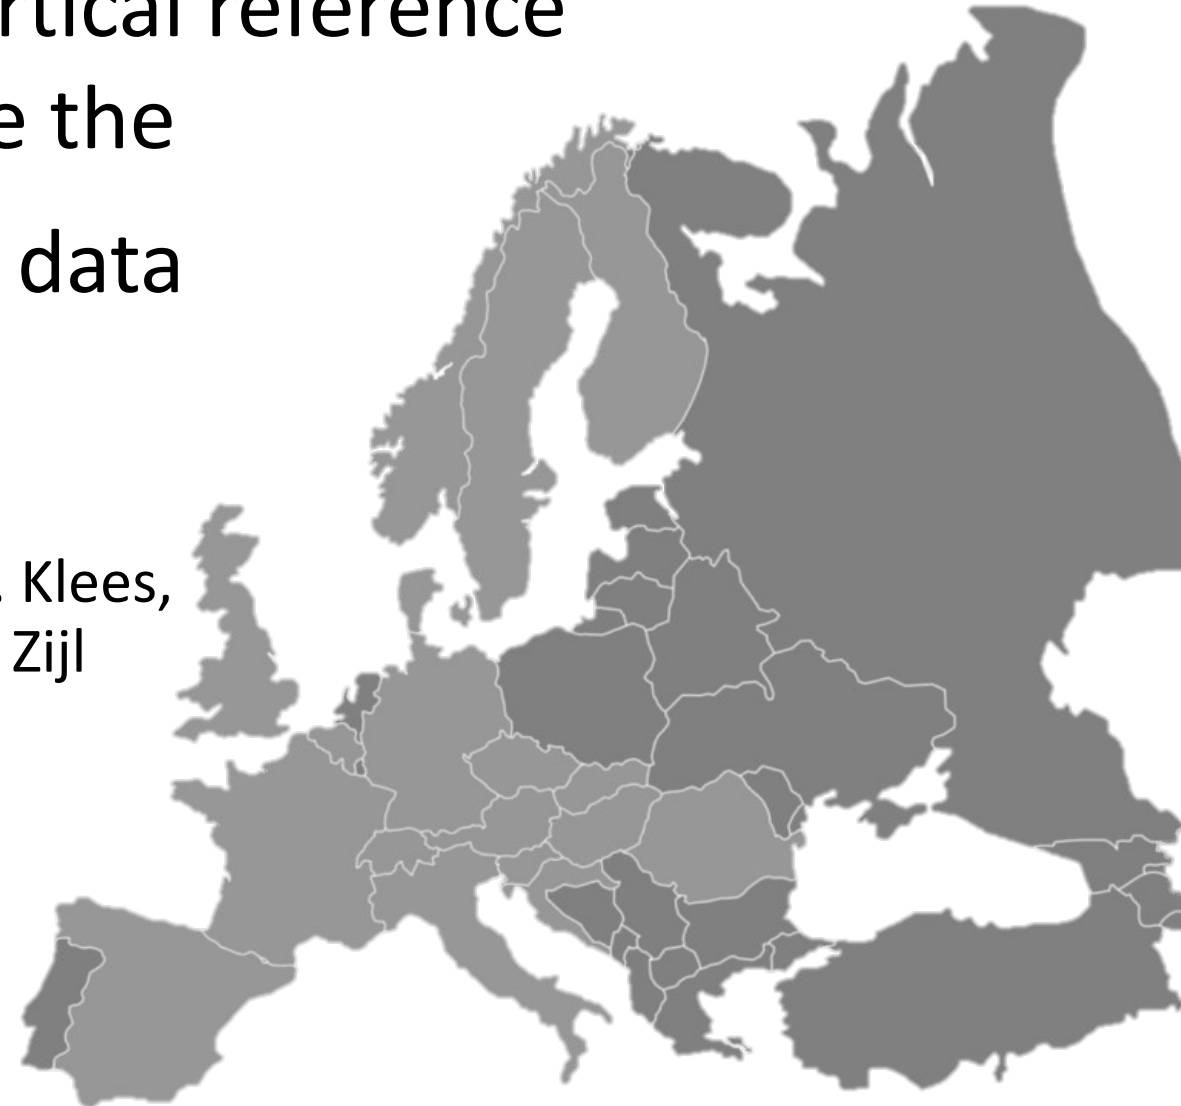 rtical reference
e the
data
. Klees,
Zijl